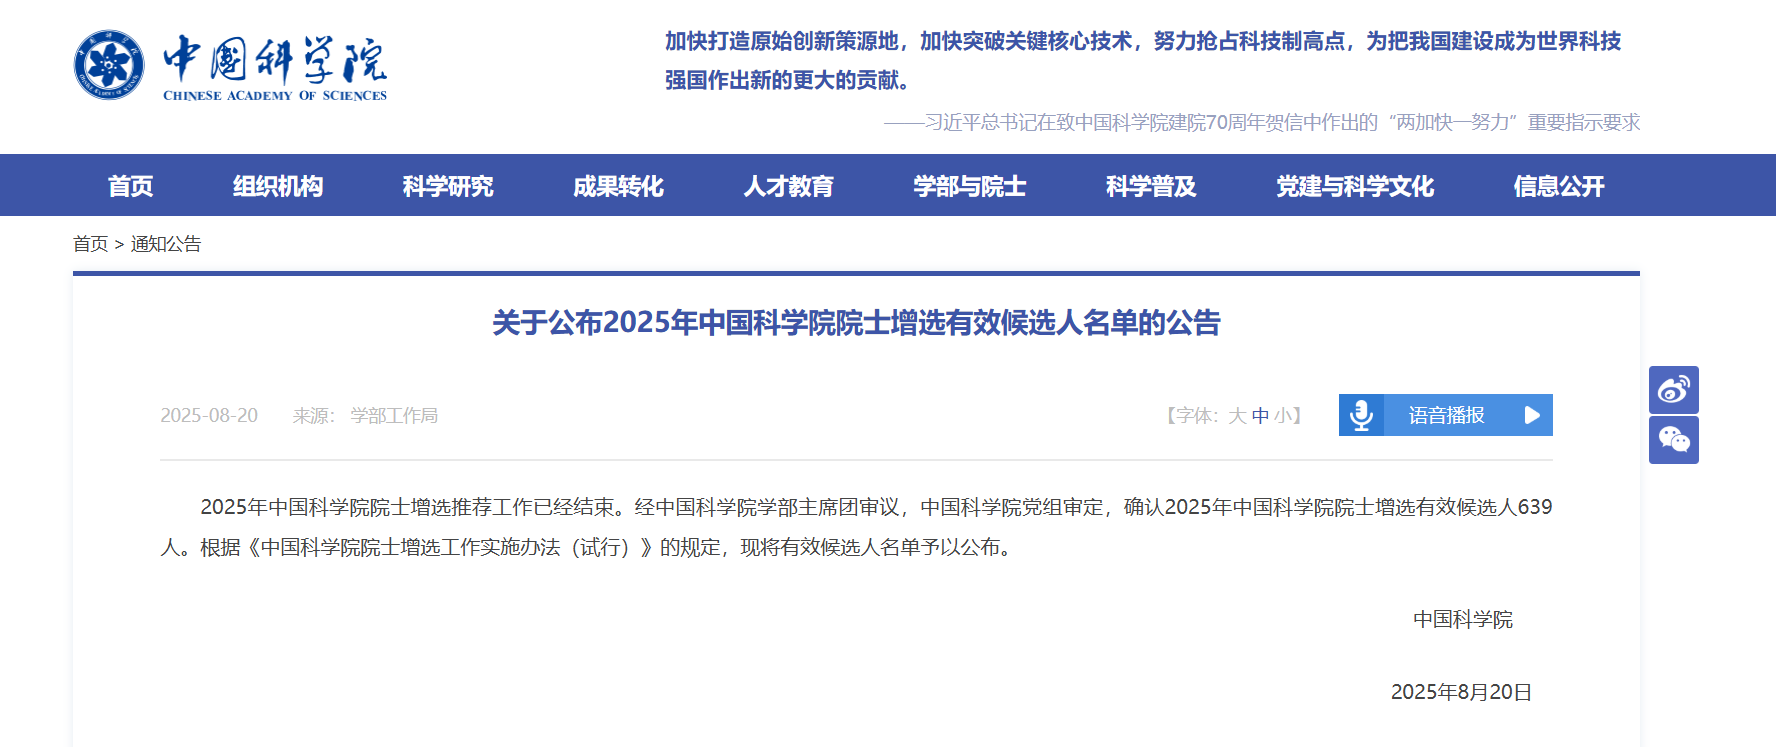 中国科学院
CHINESE ACADEMY OF SCIENCES
加快打造原始创新策源地，加快突破关键核心技术，努力抢占科技制高点，为把我国建设成为世界科技
强国作出新的更大的贡献。
——习近平总书记在致中国科学院建院70周年贺信中作出的“两加快一努力”重要指示要求
首页 组织机构 科学研究 成果转化 人才教育 学部与院士 科学普及 党建与科学文化 信息公开
首页 > 通知公告
关于公布2025年中国科学院院士增选有效候选人名单的公告
2025-08-20 来源： 学部工作局 【字体：大 中 小】 语音播报
2025年中国科学院院士增选推荐工作已经结束。经中国科学院学部主席团审议，中国科学院党组审定，确认2025年中国科学院院士增选有效候选人639
人。根据《中国科学院院士增选工作实施办法（试行）》的规定，现将有效候选人名单予以公布。
中国科学院
2025年8月20日